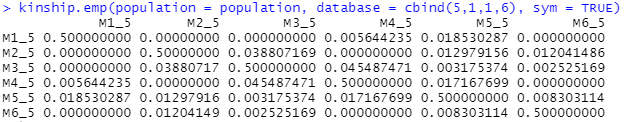 > kinship.emp(population = population, database = cbind(5,1,1,6), sym = TRUE)
M1_5 M2_5 M3_5 M4_5 M5_5 M6_5
M1_5 0.500000000 0.00000000 0.000000000 0.005644235 0.018530287 0.000000000
M2_5 0.000000000 0.50000000 0.038807169 0.000000000 0.012979156 0.012041486
M3_5 0.000000000 0.03880717 0.500000000 0.045487471 0.003175374 0.002525169
M4_5 0.005644235 0.00000000 0.045487471 0.500000000 0.017167699 0.000000000
M5_5 0.018530287 0.01297916 0.003175374 0.017167699 0.500000000 0.008303114
M6_5 0.000000000 0.01204149 0.002525169 0.000000000 0.008303114 0.500000000